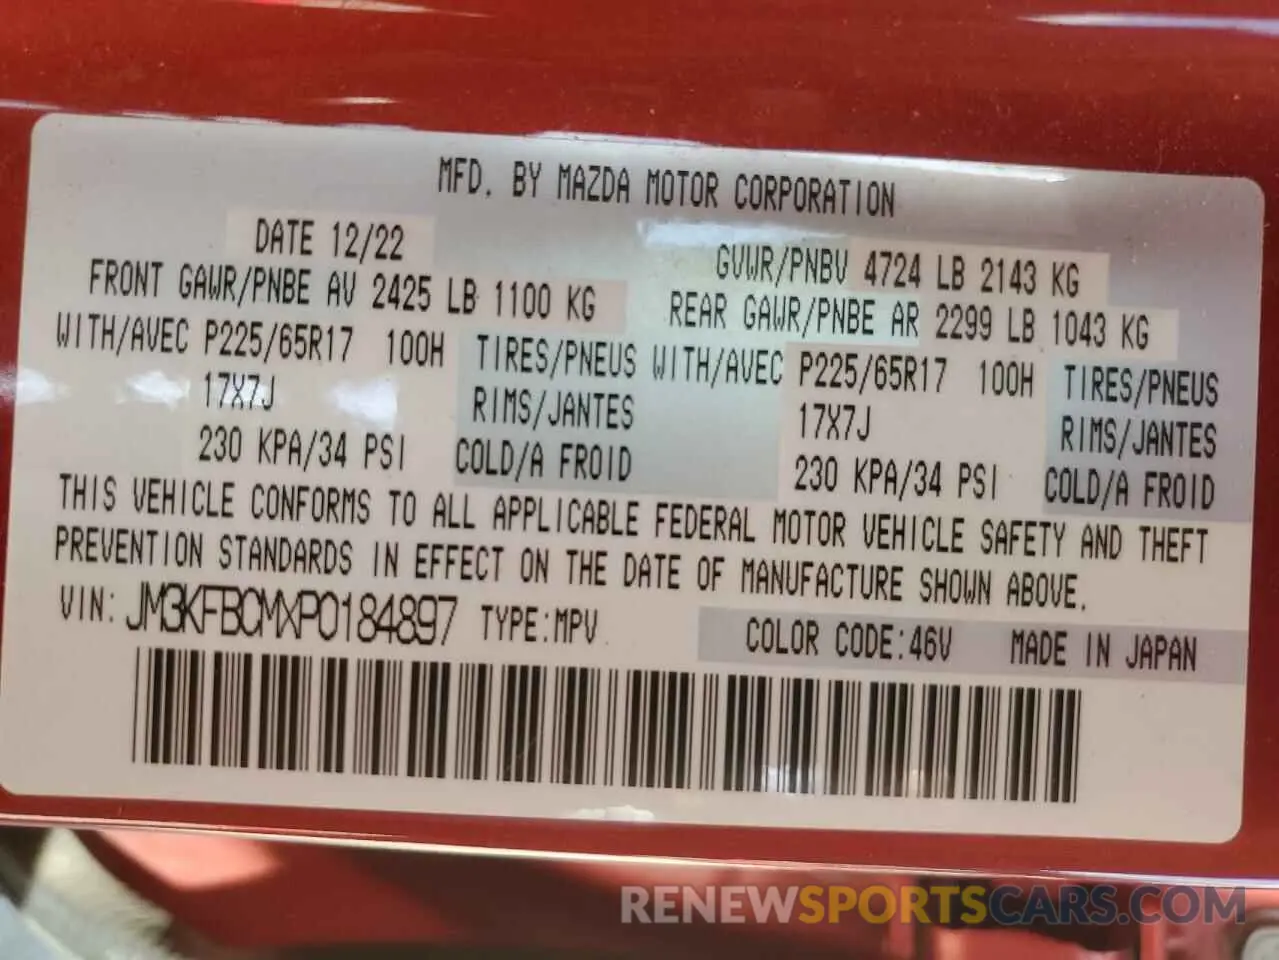 MFD. BY MAZDA MOTOR CORPORATION
DATE 12/22
GVWR/PNBV 4724 LB 2143 KG
FRONT GAWR/PNBE AV 2425 LB 1100 KG
REAR GAWR/PNBE AR 2299 LB 1043 KG
WITH/AVEC P225/65R17 100H TIRES/PNEUS WITH/AVEC P225/65R17 100H TIRES/PNEUS
17X7J RIMS/JANTES 17X7J RIMS/JANTES
230 KPA/34 PSI COLD/A FROID 230 KPA/34 PSI COLD/A FROID
THIS VEHICLE CONFORMS TO ALL APPLICABLE FEDERAL MOTOR VEHICLE SAFETY AND THEFT
PREVENTION STANDARDS IN EFFECT ON THE DATE OF MANUFACTURE SHOWN ABOVE.
VIN: JM3KFBCMXP0184897 TYPE:MPV COLOR CODE:46V MADE IN JAPAN
RENEWSPORTSCARS.COM